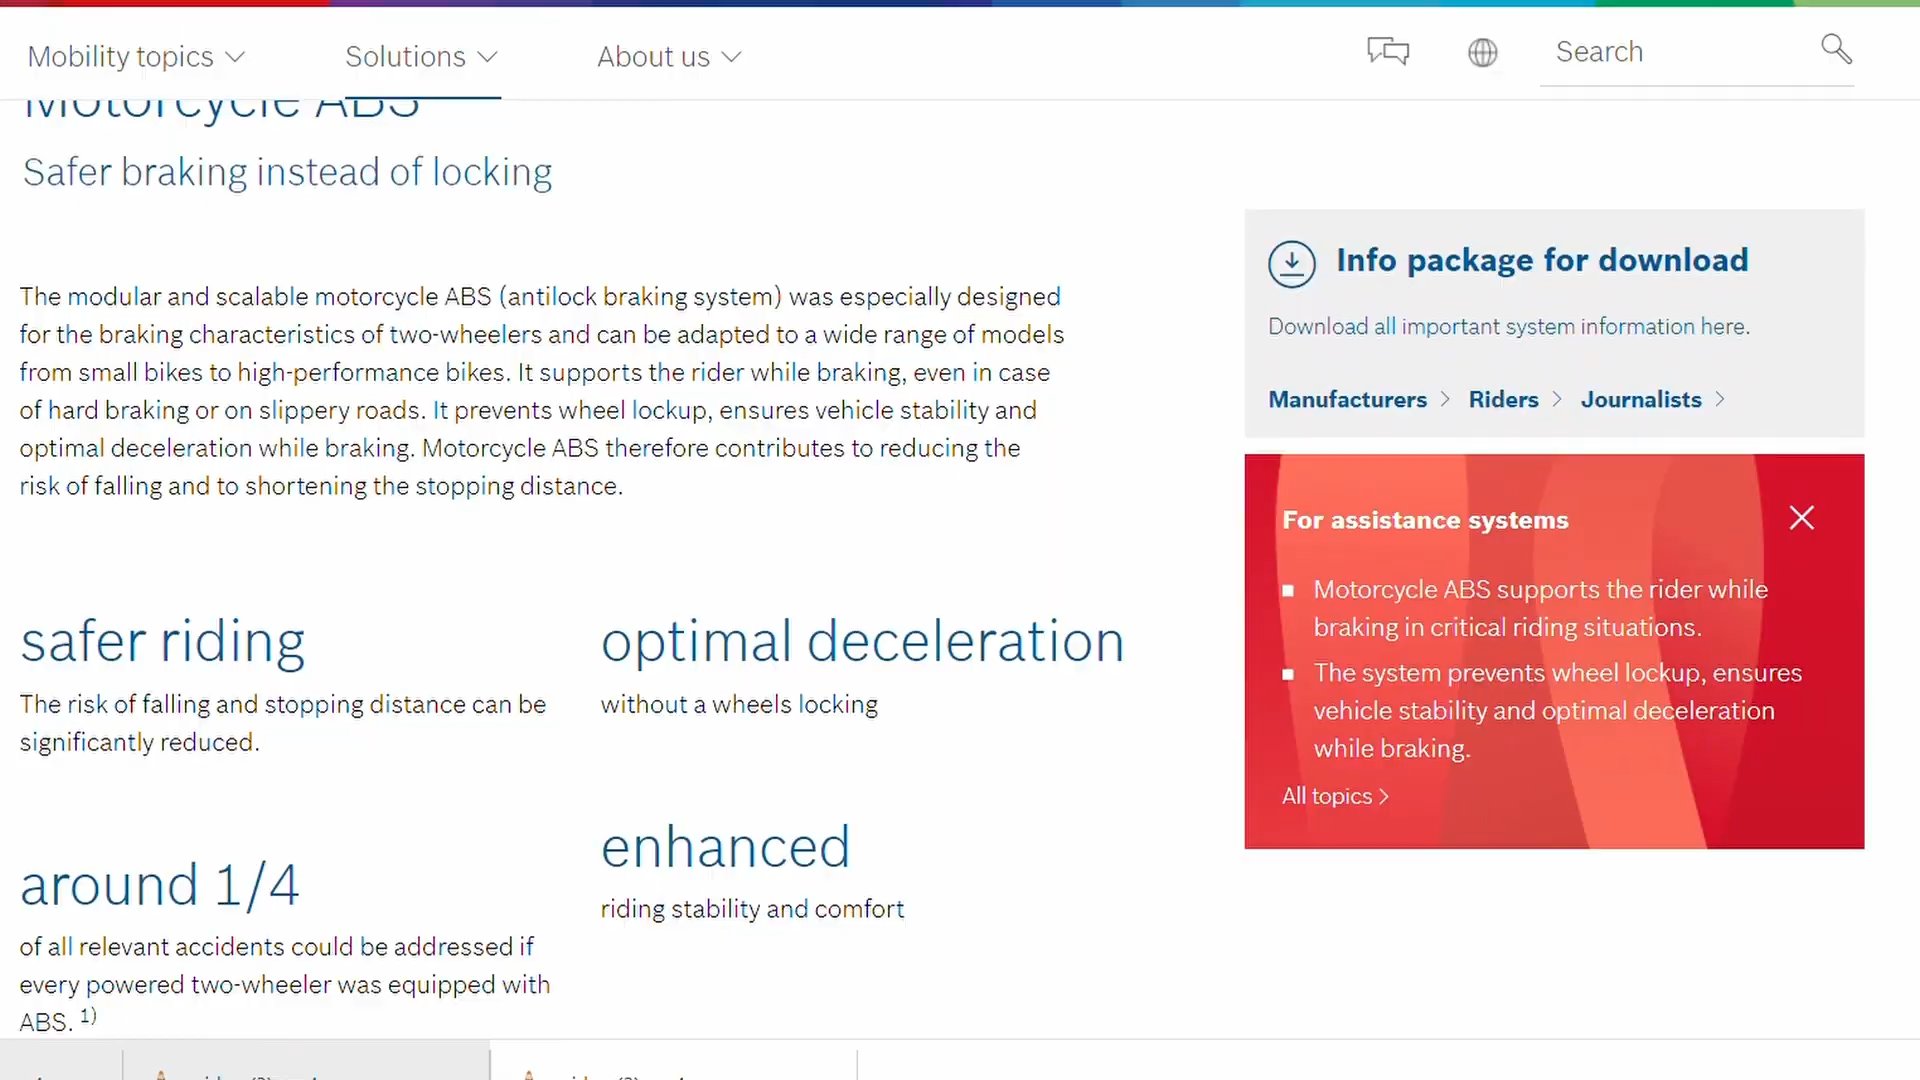 Mobility topics
Solutions
About us
Search
Motorcycle ABS
Safer braking instead of locking
The modular and scalable motorcycle ABS (antilock braking system) was especially designed
for the braking characteristics of two-wheelers and can be adapted to a wide range of models
from small bikes to high-performance bikes. It supports the rider while braking, even in case
of hard braking or on slippery roads. It prevents wheel lockup, ensures vehicle stability and
optimal deceleration while braking. Motorcycle ABS therefore contributes to reducing the
risk of falling and to shortening the stopping distance.
safer riding
The risk of falling and stopping distance can be
significantly reduced.
optimal deceleration
without a wheels locking
around 1/4
of all relevant accidents could be addressed if
every powered two-wheeler was equipped with
ABS. 1)
enhanced
riding stability and comfort
Info package for download
Download all important system information here.
Manufacturers
Riders
Journalists
For assistance systems
Motorcycle ABS supports the rider while
braking in critical riding situations.
The system prevents wheel lockup, ensures
vehicle stability and optimal deceleration
while braking.
All topics